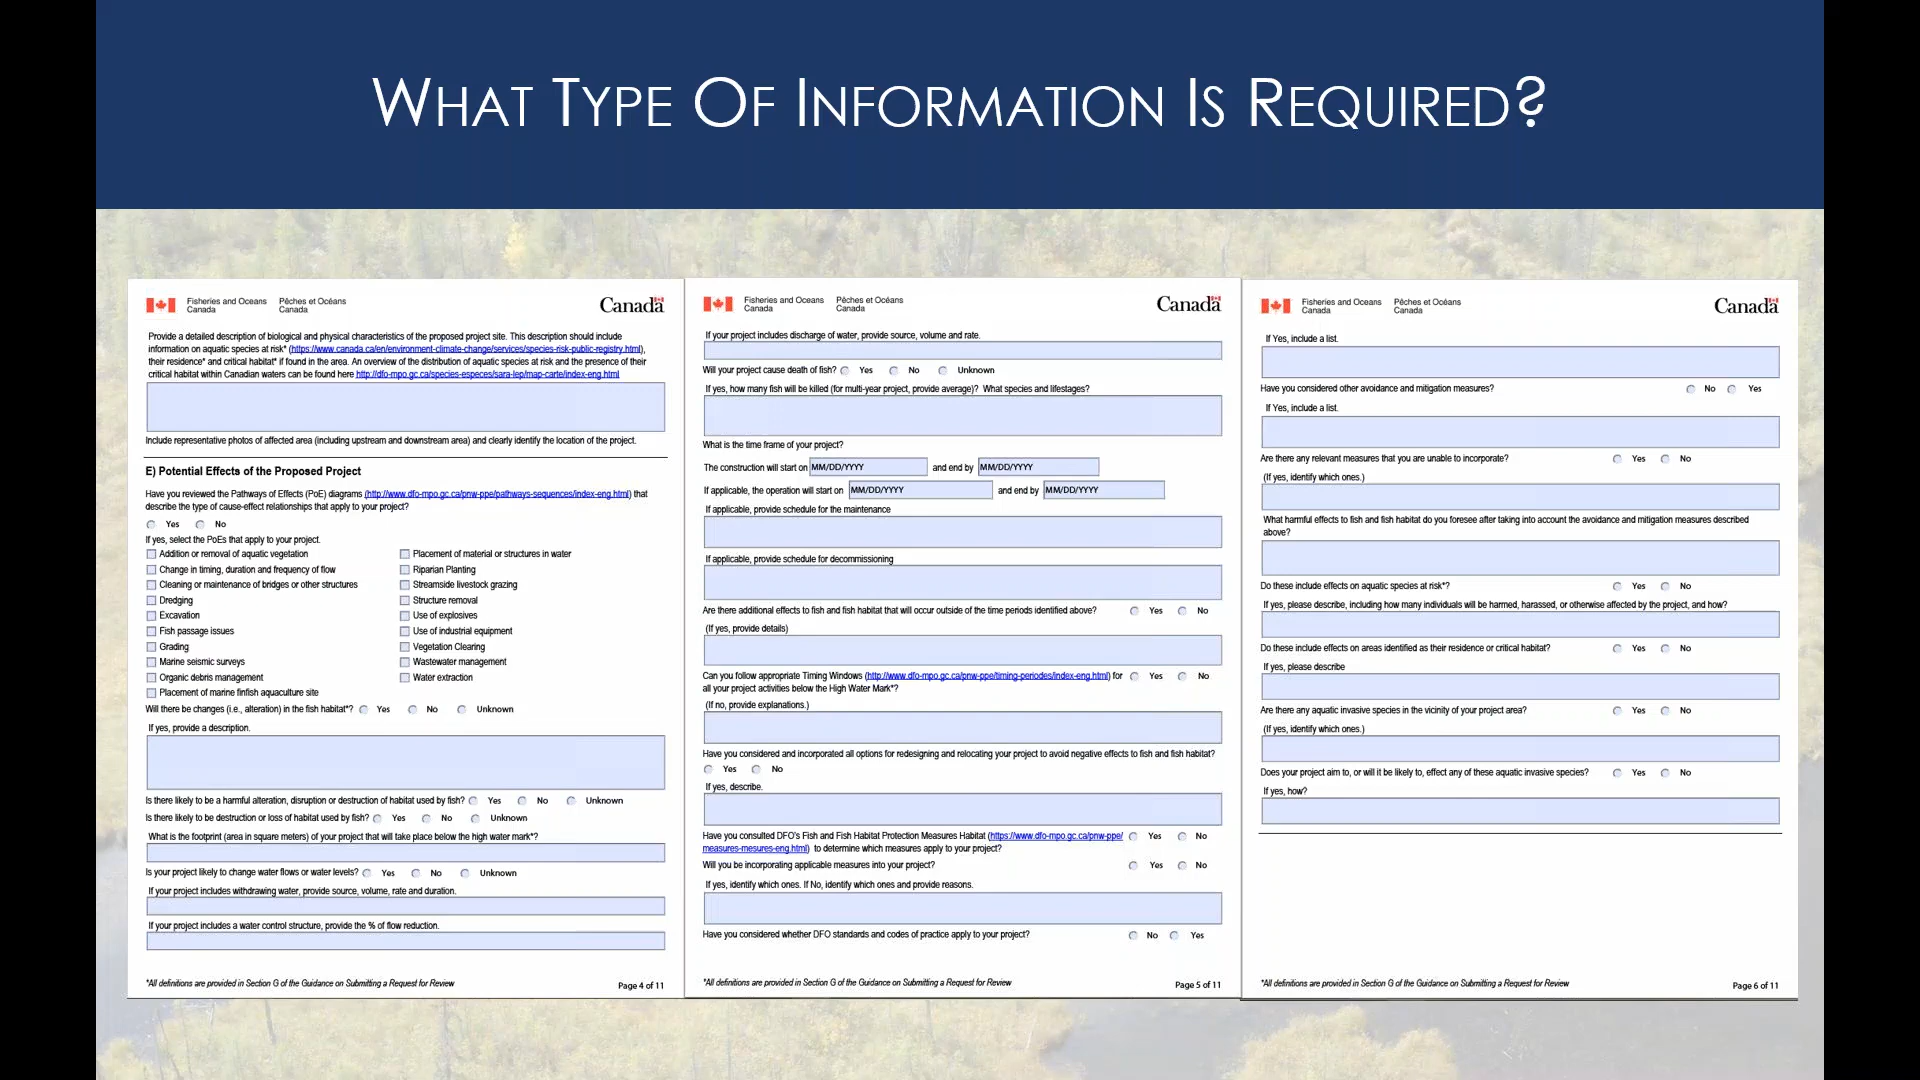 What Type Of Information Is Required?
Fisheries and Oceans Pêches et Océans
Canada Canada
Canada
Provide a detailed description of biological and physical characteristics of the proposed project site. This description should include
information on aquatic species at risk* (https://www.canada.ca/en/environment-climate-change/services/species-risk-public-registry.html),
their residence* and critical habitat* if found in the area. An overview of the distribution of aquatic species at risk and the presence of their
critical habitat within Canadian waters can be found here http://dfo-mpo.gc.ca/species-especes/sara-lep/map-carte/index-eng.html
Include representative photos of affected area (including upstream and downstream area) and clearly identify the location of the project.
E) Potential Effects of the Proposed Project
Have you reviewed the Pathways of Effects (PoE) diagrams (http://www.dfo-mpo.gc.ca/pnw-ppe/pathways-sequences/index-eng.html) that
describe the type of cause-effect relationships that apply to your project?
Yes No
If yes, select the PoEs that apply to your project.
Addition or removal of aquatic vegetation
Change in timing, duration and frequency of flow
Cleaning or maintenance of bridges or other structures
Dredging
Excavation
Fish passage issues
Grading
Marine seismic surveys
Organic debris management
Placement of marine finfish aquaculture site
Placement of material or structures in water
Riparian Planting
Streamside livestock grazing
Structure removal
Use of explosives
Use of industrial equipment
Vegetation Clearing
Wastewater management
Water extraction
Will there be changes (i.e., alteration) in the fish habitat*? Yes No Unknown
If yes, provide a description.
Is there likely to be a harmful alteration, disruption or destruction of habitat used by fish? Yes No Unknown
Is there likely to be destruction or loss of habitat used by fish? Yes No Unknown
What is the footprint (area in square meters) of your project that will take place below the high water mark*?
Is your project likely to change water flows or water levels? Yes No Unknown
If your project includes withdrawing water, provide source, volume, rate and duration.
If your project includes a water control structure, provide the % of flow reduction.
*All definitions are provided in Section G of the Guidance on Submitting a Request for Review
Page 4 of 11
Fisheries and Oceans Pêches et Océans
Canada Canada
Canada
If your project includes discharge of water, provide source, volume and rate.
Will your project cause death of fish? Yes No Unknown
If yes, how many fish will be killed (for multi-year project, provide average)? What species and lifestages?
What is the time frame of your project?
The construction will start on MM/DD/YYYY and end by MM/DD/YYYY
If applicable, the operation will start on MM/DD/YYYY and end by MM/DD/YYYY
If applicable, provide schedule for the maintenance
If applicable, provide schedule for decommissioning
Are there additional effects to fish and fish habitat that will occur outside of the time periods identified above? Yes No
(If yes, provide details)
Can you follow appropriate Timing Windows (http://www.dfo-mpo.gc.ca/pnw-ppe/timing-periodes/index-eng.html) for Yes No
all your project activities below the High Water Mark*?
(If no, provide explanations.)
Have you considered and incorporated all options for redesigning and relocating your project to avoid negative effects to fish and fish habitat?
Yes No
If yes, describe.
Have you consulted DFO's Fish and Fish Habitat Protection Measures Habitat (https://www.dfo-mpo.gc.ca/pnw-ppe/ Yes No
measures-mesures-eng.html) to determine which measures apply to your project?
Will you be incorporating applicable measures into your project? Yes No
If yes, identify which ones. If No, identify which ones and provide reasons.
Have you considered whether DFO standards and codes of practice apply to your project? No Yes
*All definitions are provided in Section G of the Guidance on Submitting a Request for Review
Page 5 of 11
Fisheries and Oceans Pêches et Océans
Canada Canada
Canada
If Yes, include a list.
Have you considered other avoidance and mitigation measures? No Yes
If Yes, include a list.
Are there any relevant measures that you are unable to incorporate? Yes No
(If yes, identify which ones.)
What harmful effects to fish and fish habitat do you foresee after taking into account the avoidance and mitigation measures described
above?
Do these include effects on aquatic species at risk*? Yes No
If yes, please describe, including how many individuals will be harmed, harassed, or otherwise affected by the project, and how?
Do these include effects on areas identified as their residence or critical habitat? Yes No
If yes, please describe
Are there any aquatic invasive species in the vicinity of your project area? Yes No
(If yes, identify which ones.)
Does your project aim to, or will it be likely to, effect any of these aquatic invasive species? Yes No
If yes, how?
*All definitions are provided in Section G of the Guidance on Submitting a Request for Review
Page 6 of 11